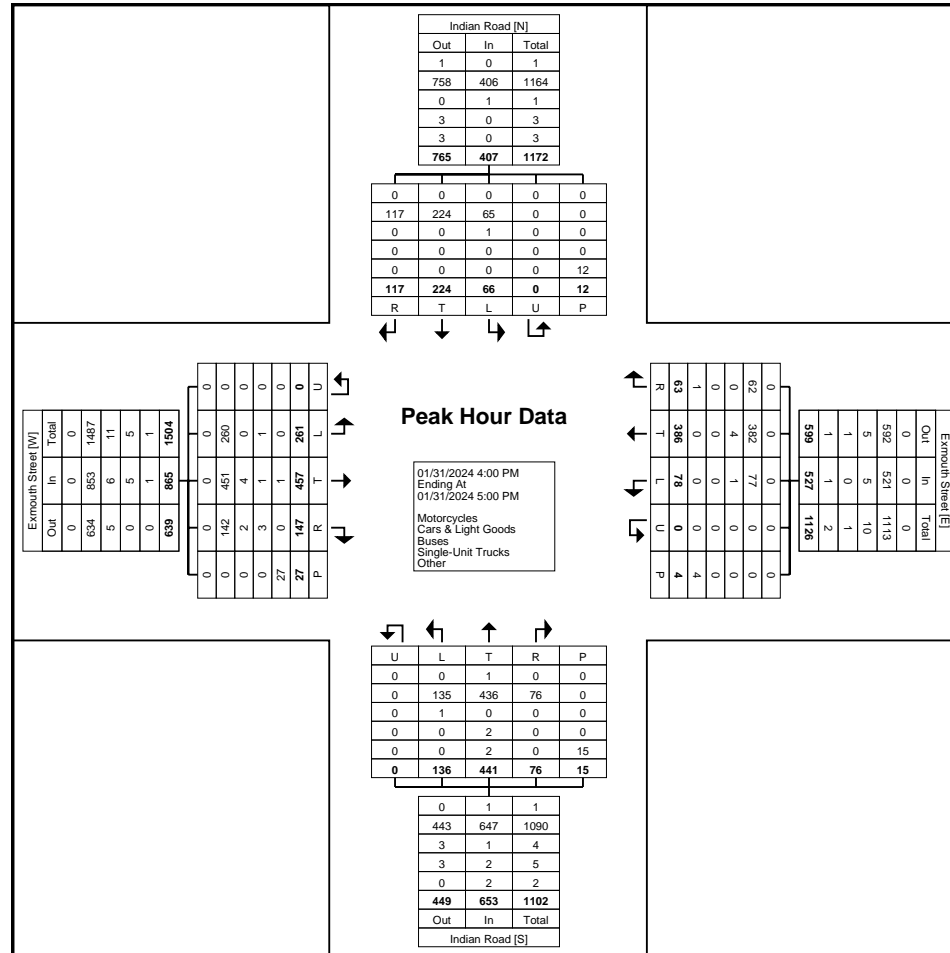 Indian Road [N]
Out In Total
1 0 1
758 406 1164
0 1 1
3 0 3
3 0 3
765 407 1172
0 0 0 0 0
117 224 65 0 0
0 0 1 0 0
0 0 0 0 0
0 0 0 0 12
117 224 66 0 12
R T L U P
Exmouth Street [W]
Total 0 1487 11 5 1 1504
In 0 853 6 5 1 865
Out 0 634 5 0 0 639
0 0 0 0 0 0 U
0 260 0 1 0 261 L
0 451 4 1 1 457 T
0 142 2 3 0 147 R
0 0 0 0 27 27 P
Peak Hour Data
01/31/2024 4:00 PM
Ending At
01/31/2024 5:00 PM
Motorcycles
Cars & Light Goods
Buses
Single-Unit Trucks
Other
R 63 1 0 0 62 0
T 386 0 0 4 382 0
L 78 0 0 1 77 0
U 0 0 0 0 0 0
P 4 4 0 0 0 0
599 1 1 5 592 0 Out
527 1 0 5 521 0 In
1126 2 1 10 1113 0 Total
Exmouth Street [E]
U L T R P
0 0 1 0 0
0 135 436 76 0
0 1 0 0 0
0 0 2 0 0
0 0 2 0 15
0 136 441 76 15
0 1 1
443 647 1090
3 1 4
3 2 5
0 2 2
449 653 1102
Out In Total
Indian Road [S]